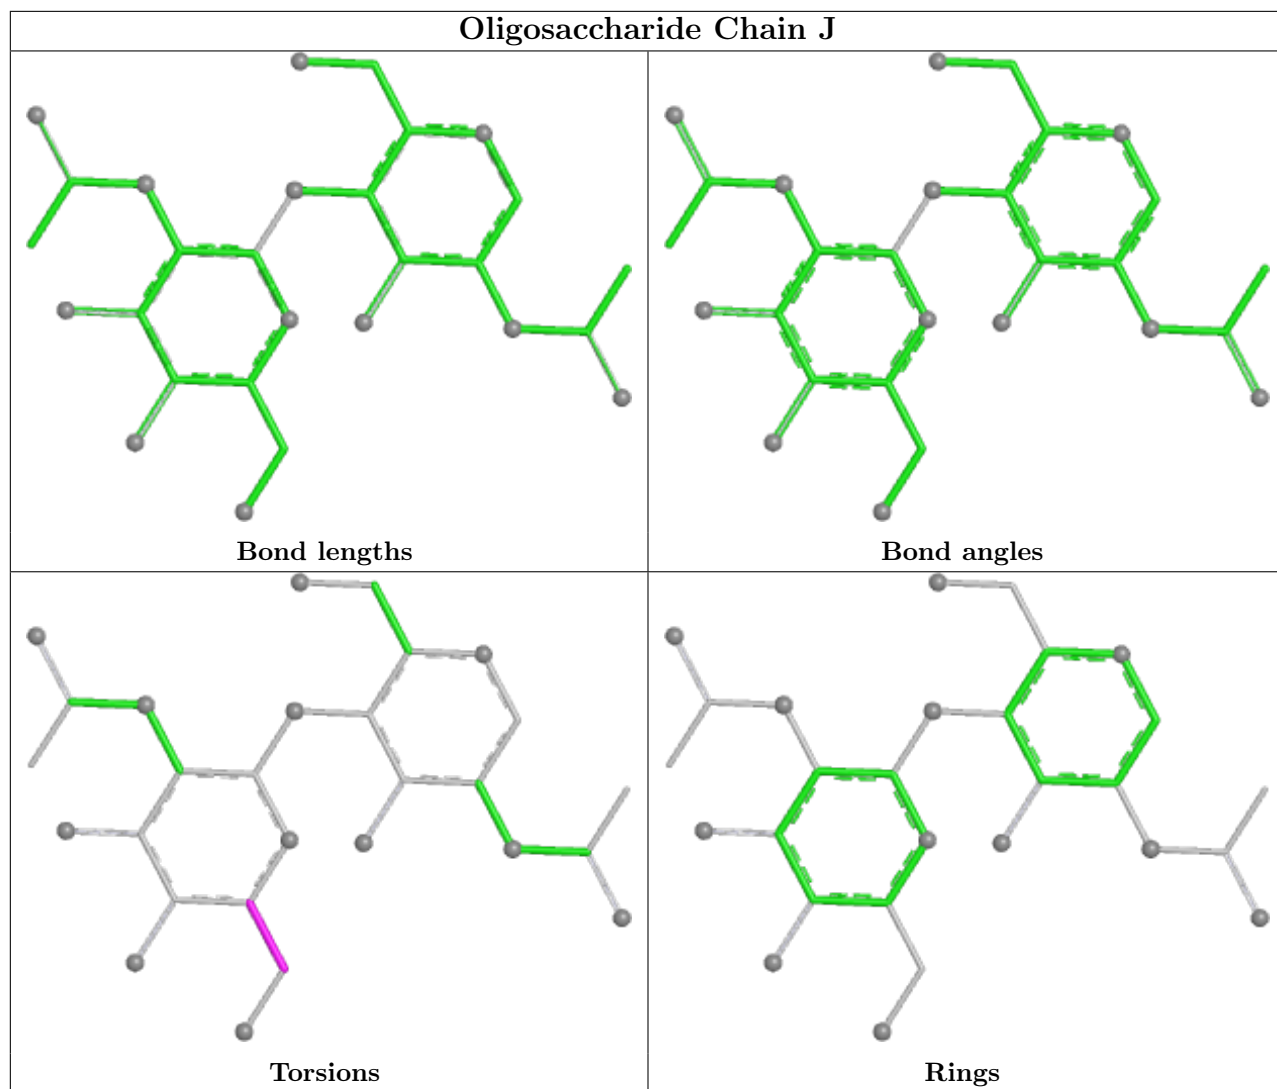 Oligosaccharide Chain J
Bond lengths
Bond angles
Torsions
Rings